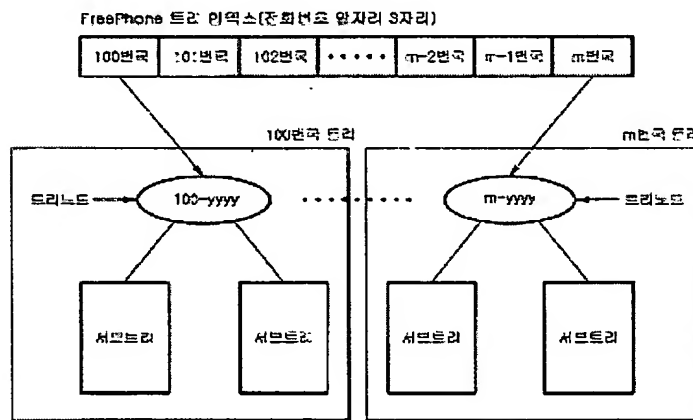 FreePhone 트리 인덱스(전화번호 앞자리 3자리)
100번국 101번국 102번국 ····· m-2번국 m-1번국 m번국
100번국 트리 m번국 트리
트리노드 100-yyyy ······· m-yyyy 트리노드
서브트리 서브트리 서브트리 서브트리